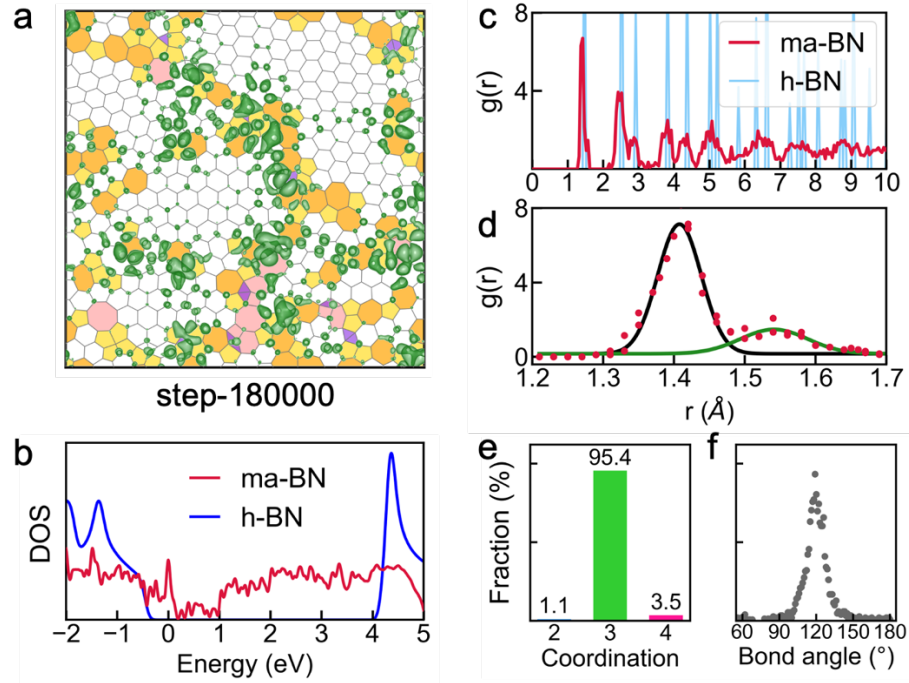 a
step-180000
b
DOS
ma-BN
h-BN
−2 −1 0 1 2 3 4 5
Energy (eV)
c
g(r)
8
4
ma-BN
h-BN
0 1 2 3 4 5 6 7 8 9 10
d
g(r)
8
4
0
1.2 1.3 1.4 1.5 1.6 1.7
r (Å)
e
Fraction (%)
1.1
95.4
3.5
2 3 4
Coordination
f
60 90 120 150 180
Bond angle (°)